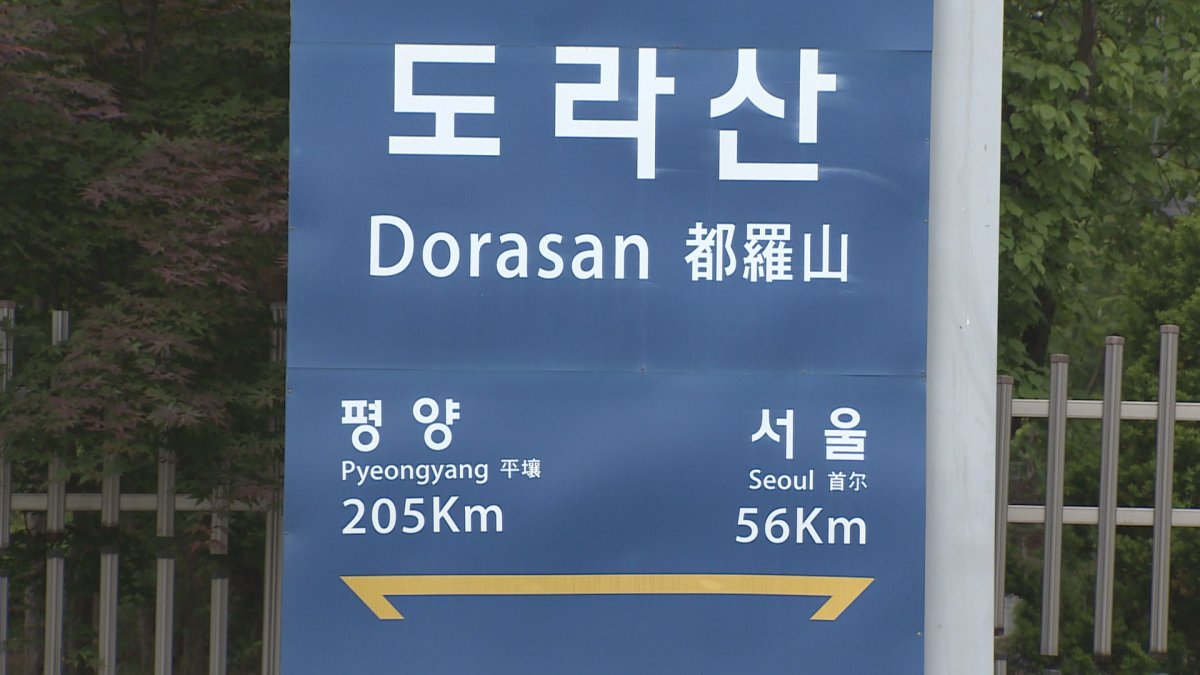 도라산
Dorasan 都羅山
평양
Pyeongyang 平壤
205Km
서울
Seoul 首尔
56Km